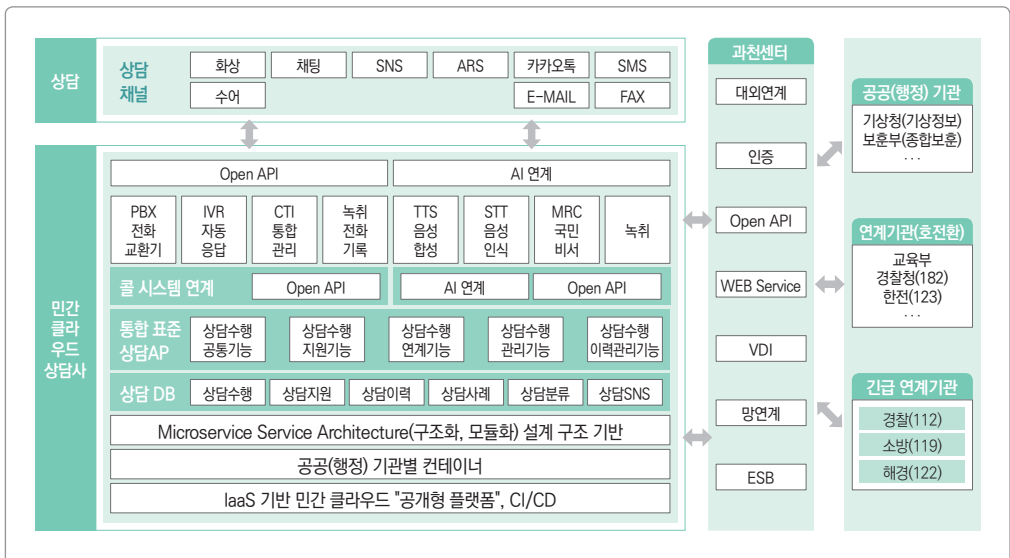 상담
상담
채널
화상
채팅
SNS
ARS
카카오톡
SMS
수어
E-MAIL
FAX
민간
클라
우드
상담사
Open API
AI 연계
PBX
전화
교환기
IVR
자동
응답
CTI
통합
관리
녹취
전화
기록
TTS
음성
합성
STT
음성
인식
MRC
국민
비서
녹취
콜 시스템 연계
Open API
AI 연계
Open API
통합 표준
상담AP
상담수행
공통기능
상담수행
지원기능
상담수행
연계기능
상담수행
관리기능
상담수행
이력관리기능
상담 DB
상담수행
상담지원
상담이력
상담사례
상담분류
상담SNS
Microservice Service Architecture(구조화, 모듈화) 설계 구조 기반
공공(행정) 기관별 컨테이너
IaaS 기반 민간 클라우드 "공개형 플랫폼", CI/CD
과천센터
대외연계
인증
Open API
WEB Service
VDI
망연계
ESB
공공(행정) 기관
기상청(기상정보)
보훈부(종합보훈)
...
연계기관(호전환)
교육부
경찰청(182)
한전(123)
...
긴급 연계기관
경찰(112)
소방(119)
해경(122)